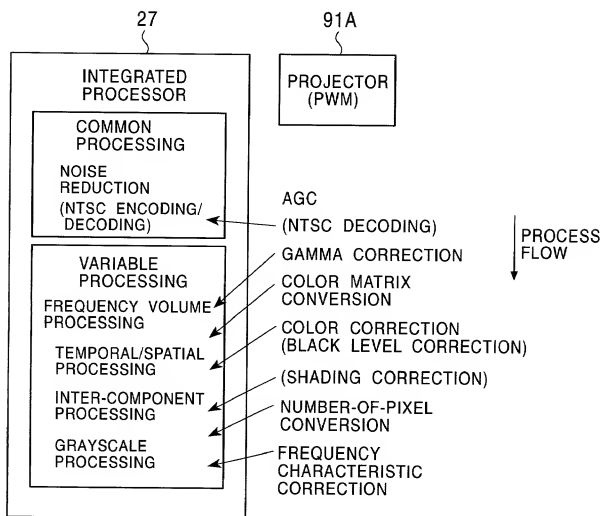 27
91A
INTEGRATED
PROCESSOR
COMMON
PROCESSING
NOISE
REDUCTION
(NTSC ENCODING/
DECODING)
VARIABLE
PROCESSING
FREQUENCY VOLUME
PROCESSING
TEMPORAL/SPATIAL
PROCESSING
INTER-COMPONENT
PROCESSING
GRAYSCALE
PROCESSING
PROJECTOR
(PWM)
AGC
(NTSC DECODING)
GAMMA CORRECTION
COLOR MATRIX
CONVERSION
COLOR CORRECTION
(BLACK LEVEL CORRECTION)
(SHADING CORRECTION)
NUMBER-OF-PIXEL
CONVERSION
FREQUENCY
CHARACTERISTIC
CORRECTION
PROCESS
FLOW